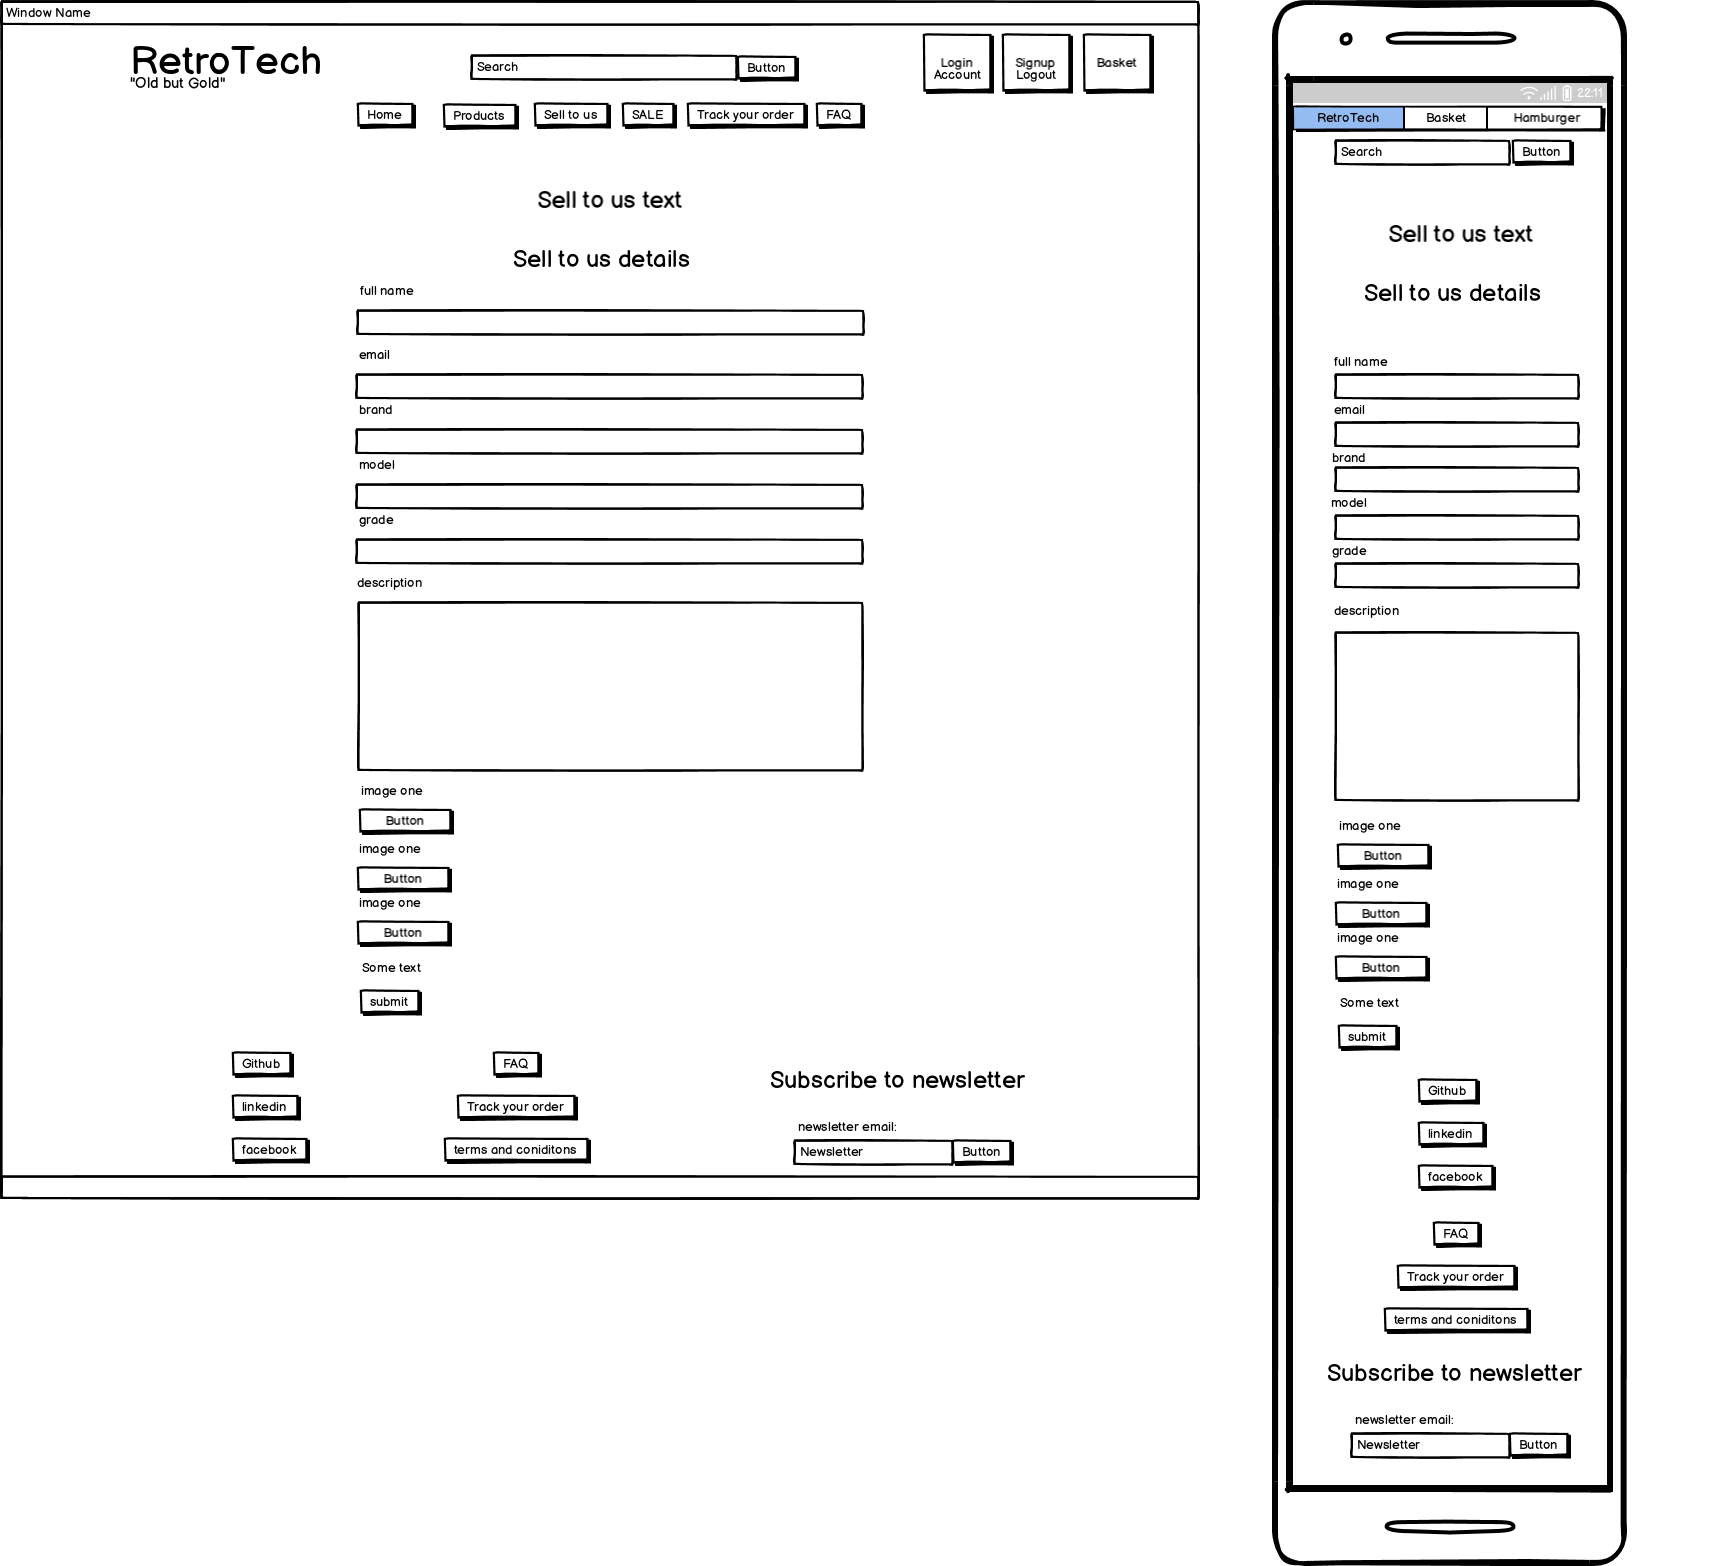 Window Name
RetroTech
"Old but Gold"
Search
Button
Login
Account
Signup
Logout
Basket
Home
Products
Sell to us
SALE
Track your order
FAQ
Sell to us text
Sell to us details
full name
email
brand
model
grade
description
image one
Button
image one
Button
image one
Button
Some text
submit
Github
linkedin
facebook
FAQ
Track your order
terms and coniditons
Subscribe to newsletter
newsletter email:
Newsletter
Button
22:11
RetroTech
Basket
Hamburger
Search
Button
Sell to us text
Sell to us details
full name
email
brand
model
grade
description
image one
Button
image one
Button
image one
Button
Some text
submit
Github
linkedin
facebook
FAQ
Track your order
terms and coniditons
Subscribe to newsletter
newsletter email:
Newsletter
Button